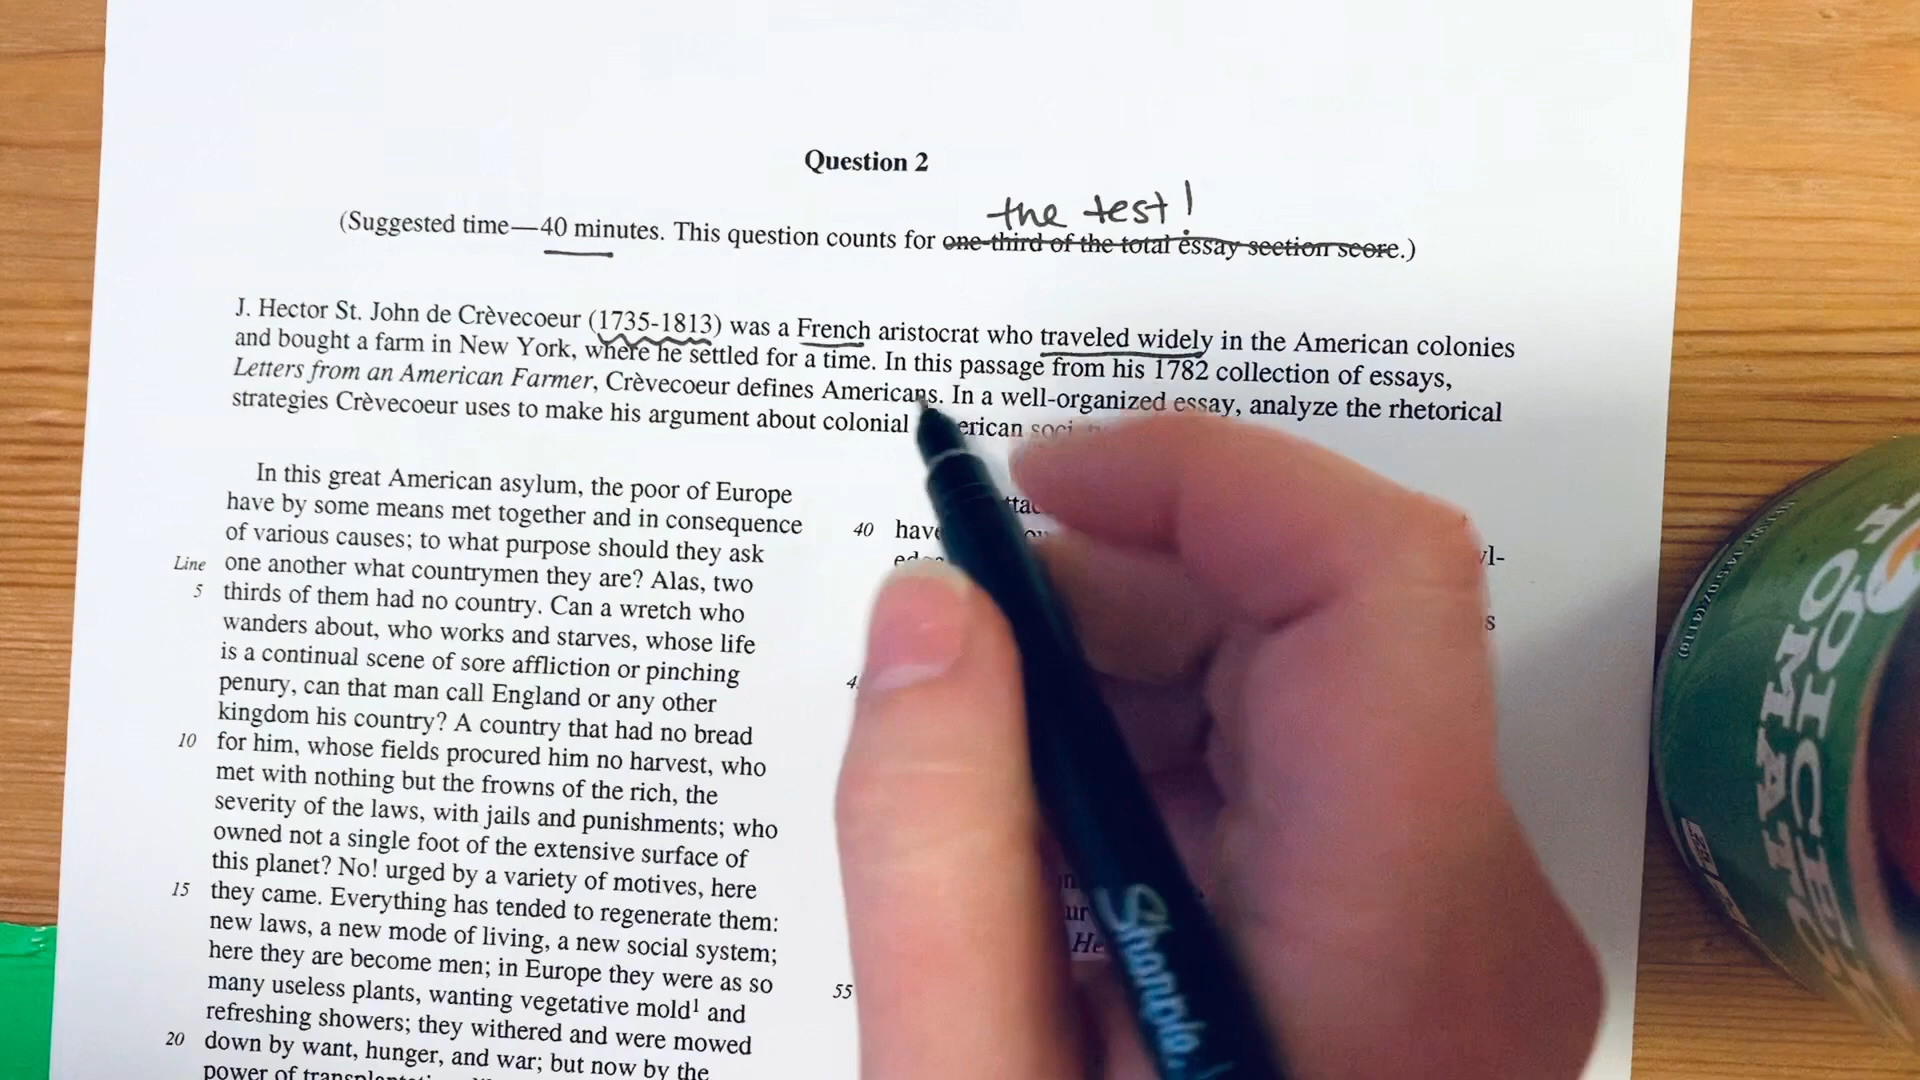 Question 2
the test!
(Suggested time—40 minutes. This question counts for one-third of the total essay section score.)
J. Hector St. John de Crèvecoeur (1735-1813) was a French aristocrat who traveled widely in the American colonies
and bought a farm in New York, where he settled for a time. In this passage from his 1782 collection of essays,
Letters from an American Farmer, Crèvecoeur defines Americans. In a well-organized essay, analyze the rhetorical
strategies Crèvecoeur uses to make his argument about colonial erican
In this great American asylum, the poor of Europe
have by some means met together and in consequence
of various causes; to what purpose should they ask
Line one another what countrymen they are? Alas, two
5 thirds of them had no country. Can a wretch who
wanders about, who works and starves, whose life
is a continual scene of sore affliction or pinching
penury, can that man call England or any other
kingdom his country? A country that had no bread
10 for him, whose fields procured him no harvest, who
met with nothing but the frowns of the rich, the
severity of the laws, with jails and punishments; who
owned not a single foot of the extensive surface of
this planet? No! urged by a variety of motives, here
15 they came. Everything has tended to regenerate them:
new laws, a new mode of living, a new social system;
here they are become men; in Europe they were as so
many useless plants, wanting vegetative mold1 and
refreshing showers; they withered and were mowed
20 down by want, hunger, and war; but now by the
power of
40 have
55
He
Sharpie
DICED
TOMATO